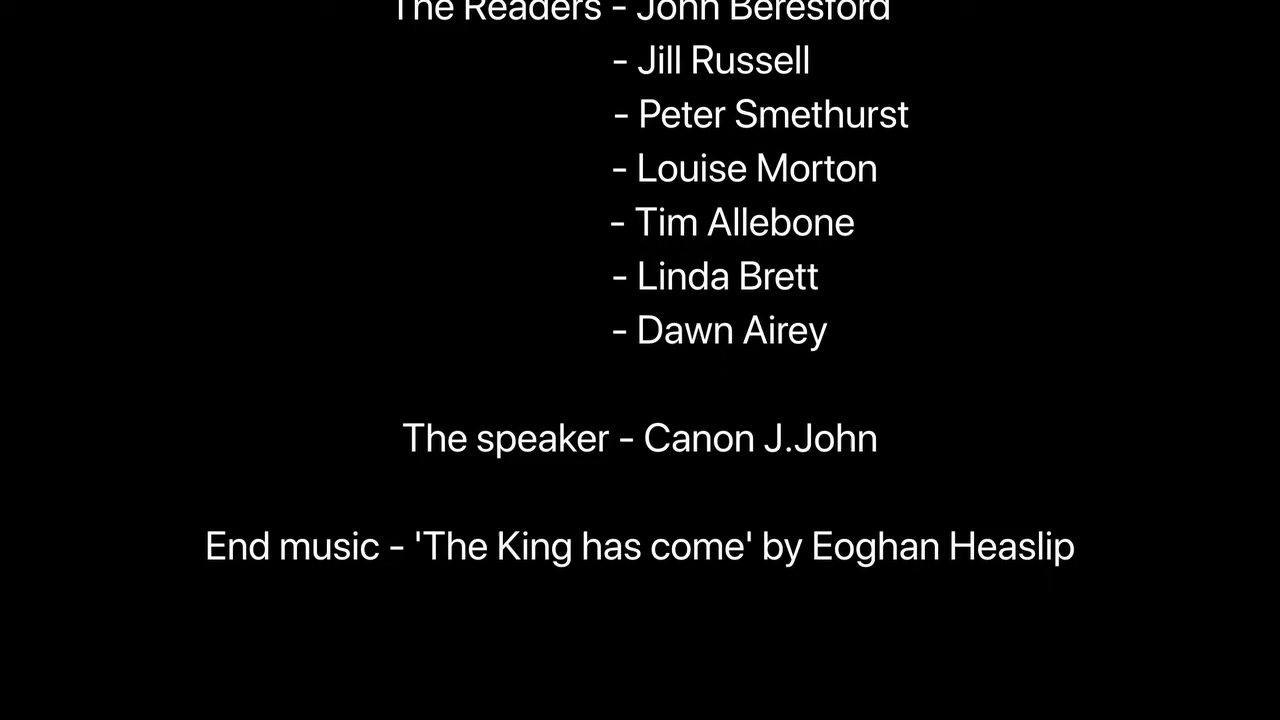 The Readers - John Beresford
- Jill Russell
- Peter Smethurst
- Louise Morton
- Tim Allebone
- Linda Brett
- Dawn Airey
The speaker - Canon J.John
End music - 'The King has come' by Eoghan Heaslip